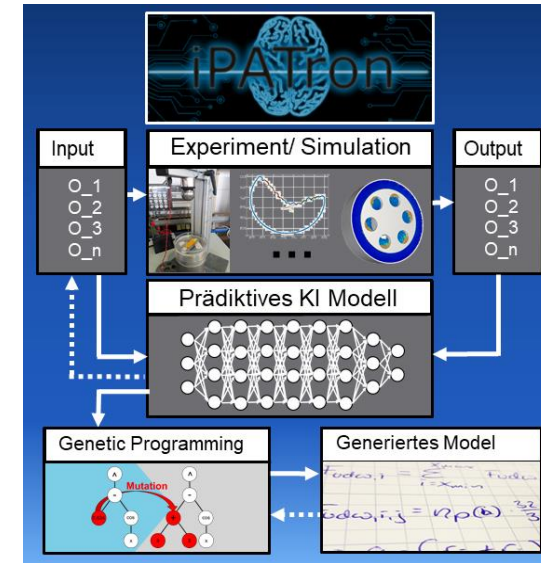 iPATron
Input
Experiment/ Simulation
Output
O_1
O_2
O_3
O_n
O_1
O_2
O_3
O_n
Prädiktives KI Modell
Genetic Programming
Generiertes Model
Mutation